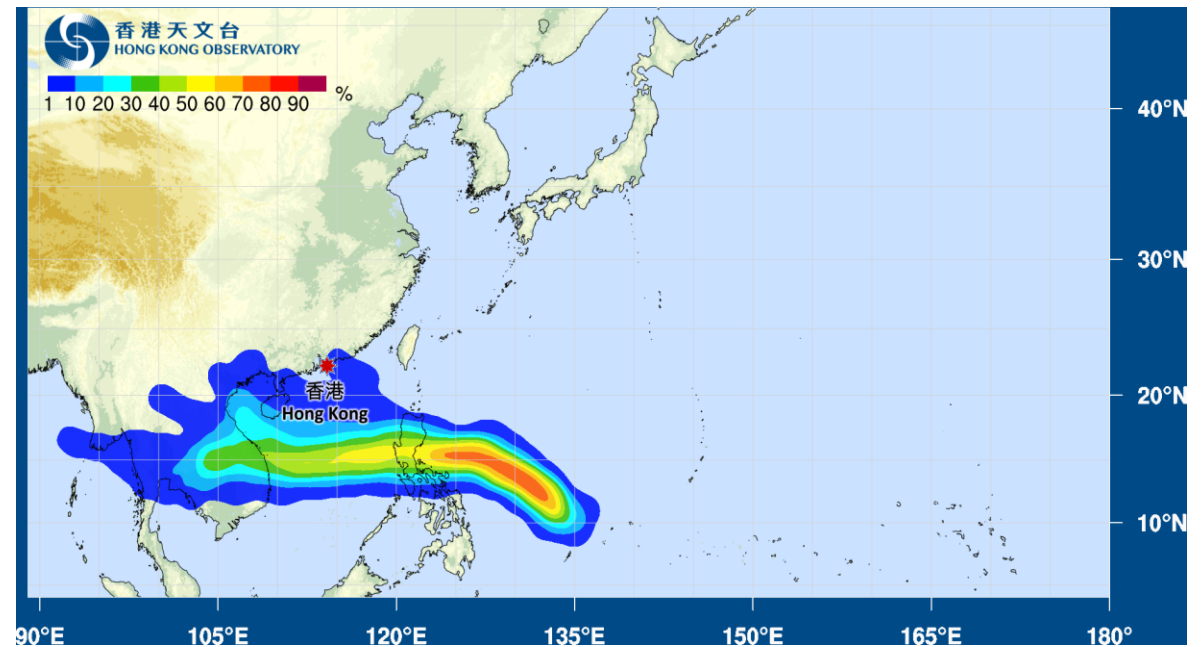 香港天文台
HONG KONG OBSERVATORY
%
1 10 20 30 40 50 60 70 80 90
40°N
30°N
香港
Hong Kong
20°N
10°N
90°E 105°E 120°E 135°E 150°E 165°E 180°